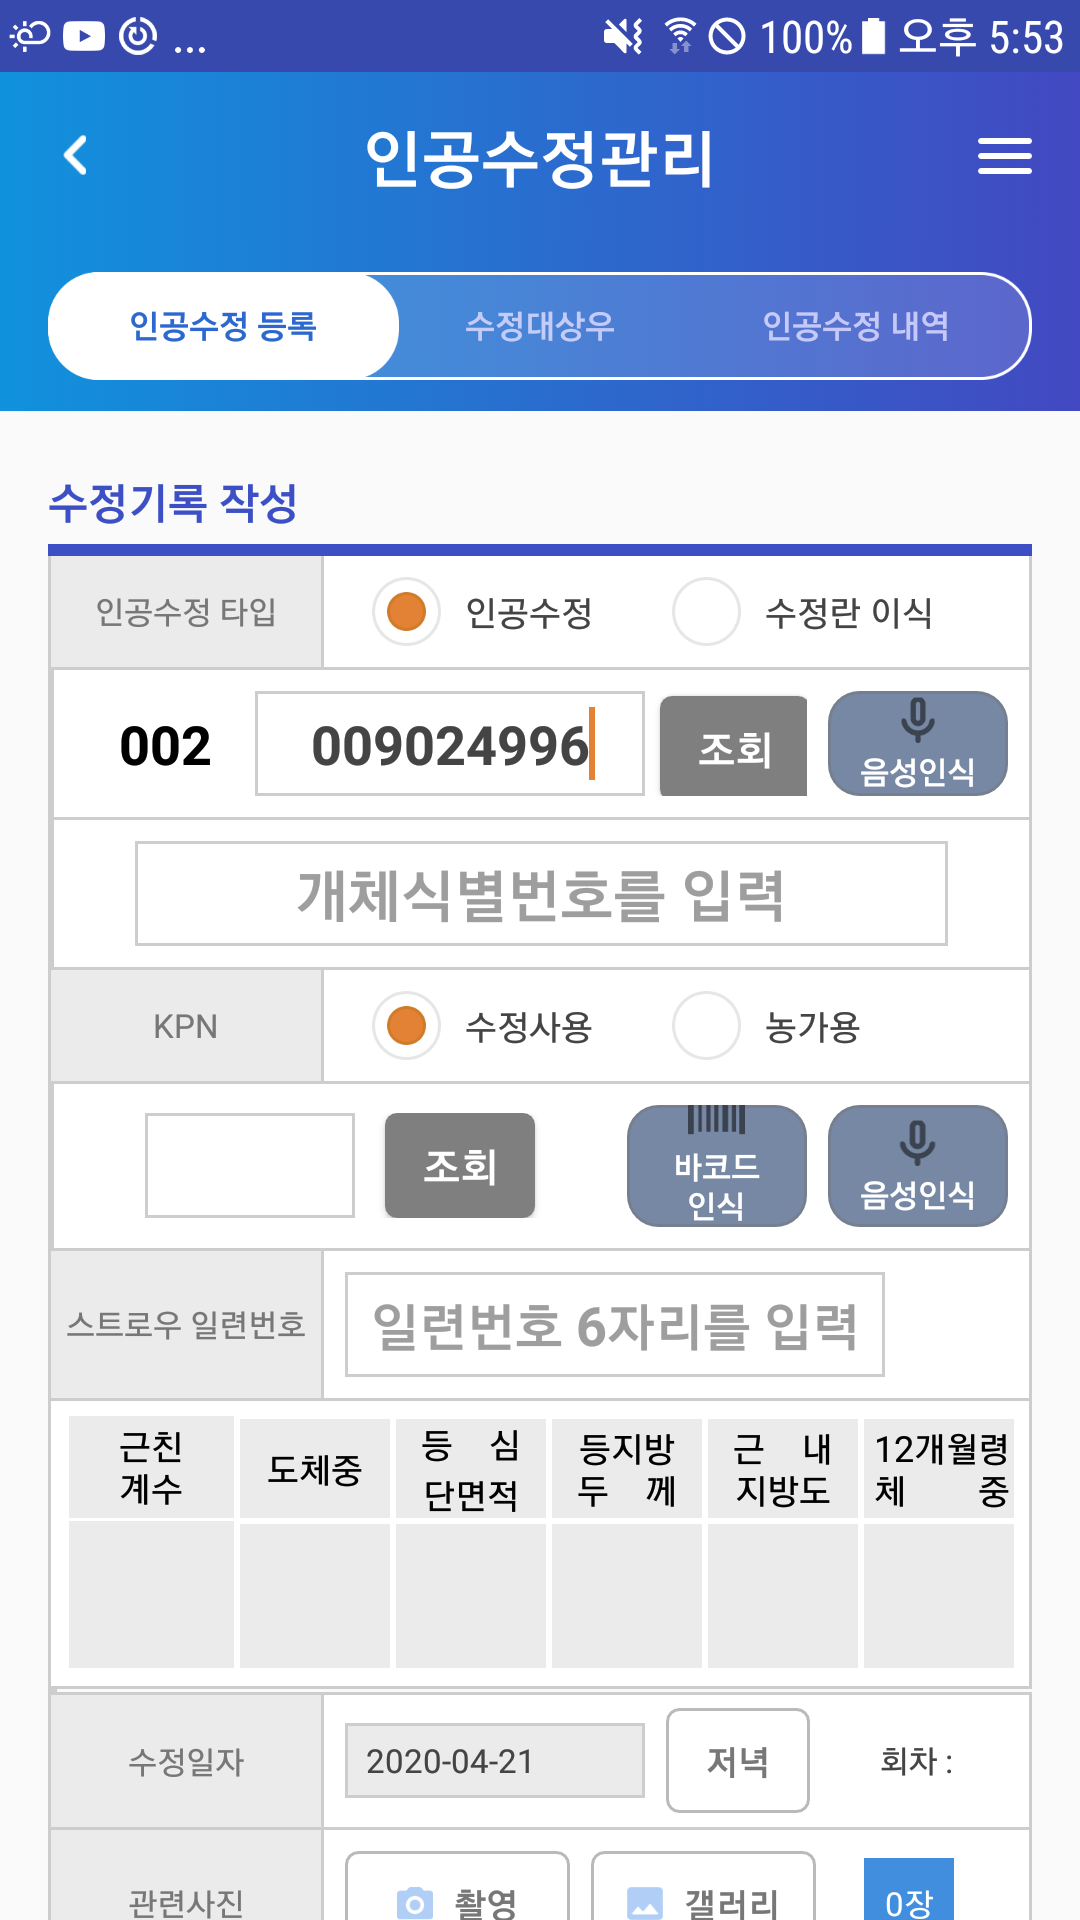 ... 100% 오후 5:53
인공수정관리
인공수정 등록 수정대상우 인공수정 내역
수정기록 작성
인공수정 타입 인공수정 수정란 이식
002 009024996 조회 음성인식
개체식별번호를 입력
KPN 수정사용 농가용
조회 바코드 음성인식
인식
스트로우 일련번호 일련번호 6자리를 입력
근친 도체중 등 심 등지방 근 내 12개월령
계수 단면적 두 께 지방도 체 중
수정일자 2020-04-21 저녁 회차 :
관련사진 촬영 갤러리 0장